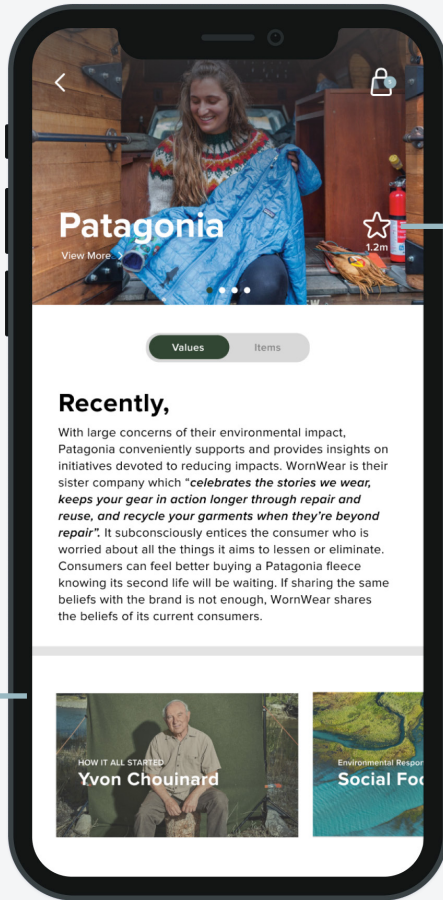 1
Patagonia
View More >
1.2m
Values Items
Recently,
With large concerns of their environmental impact,
Patagonia conveniently supports and provides insights on
initiatives devoted to reducing impacts. WornWear is their
sister company which “celebrates the stories we wear,
keeps your gear in action longer through repair and
reuse, and recycle your garments when they’re beyond
repair”. It subconsciously entices the consumer who is
worried about all the things it aims to lessen or eliminate.
Consumers can feel better buying a Patagonia fleece
knowing its second life will be waiting. If sharing the same
beliefs with the brand is not enough, WornWear shares
the beliefs of its current consumers.
HOW IT ALL STARTED
Yvon Chouinard
Environmental Respor
Social Foo